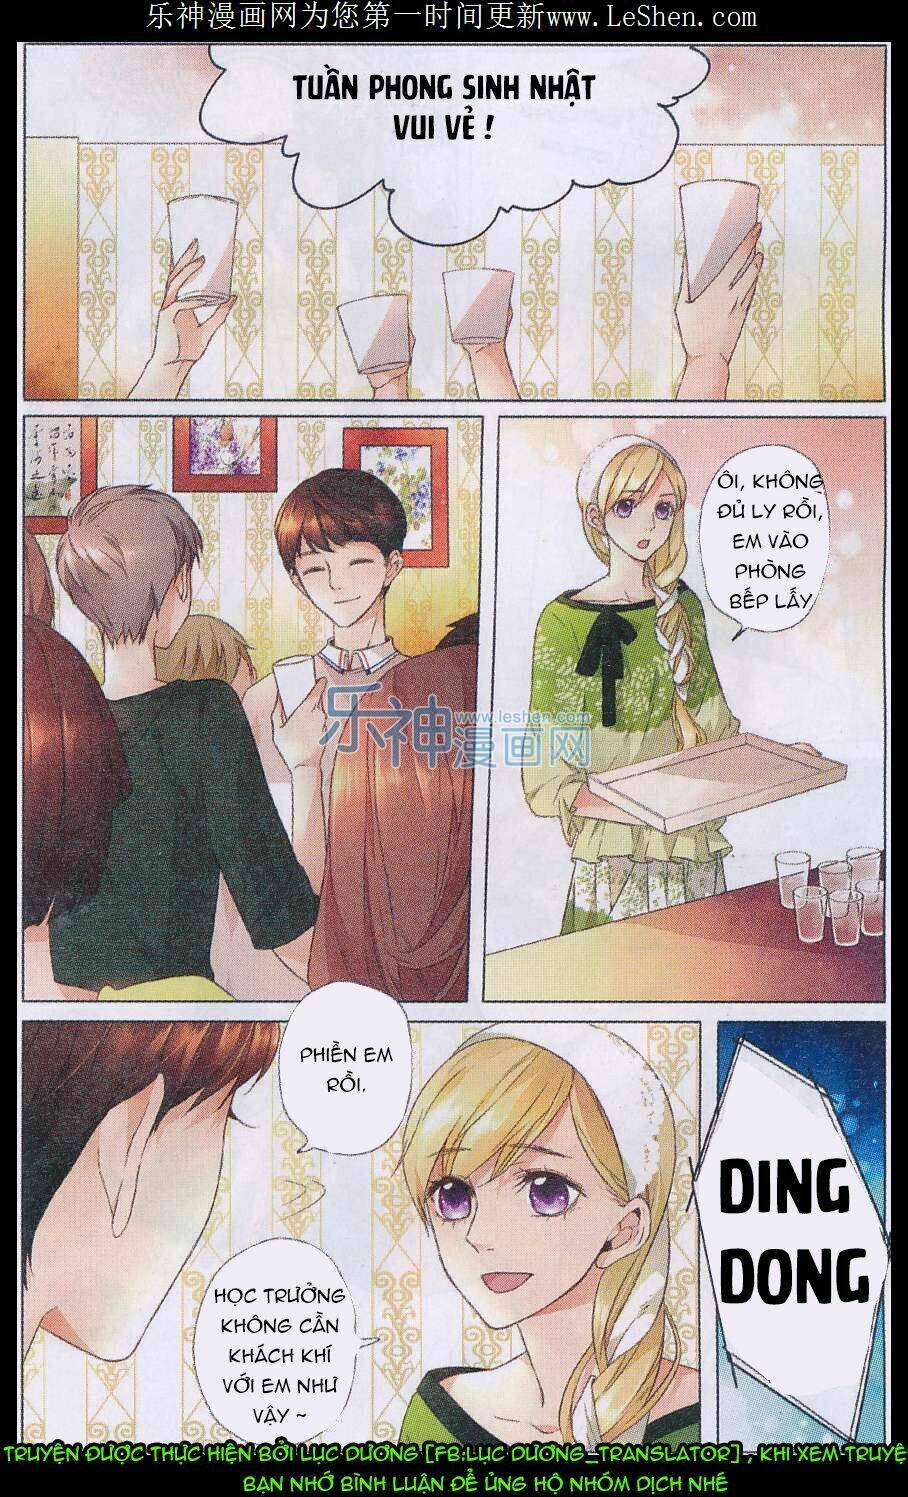 乐神漫画网为您第一时间更新www.LeShen.com
TUẦN PHONG SINH NHẬT
VUI VẺ !
ÔI, KHÔNG
ĐỦ LY RỒI,
EM VÀO
PHÒNG
BẾP LẤY
乐神漫画网
www.leshen.com
PHIỀN EM
RỒI.
HỌC TRƯỞNG
KHÔNG CẦN
KHÁCH KHÍ
VỚI EM NHƯ
VẬY ~
DING
DONG
TRUYỆN ĐƯỢC THỰC HIỆN BỞI LỤC DƯƠNG [FB:LỤC DƯƠNG_TRANSLATOR] , KHI XEM TRUYỆ
BẠN NHỚ BÌNH LUẬN ĐỂ ỦNG HỘ NHÓM DỊCH NHÉ